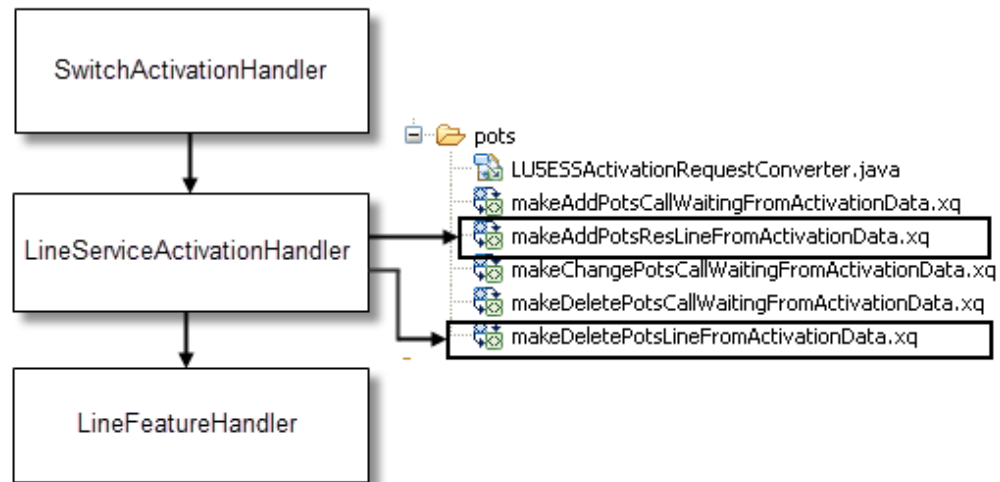 SwitchActivationHandler
pots
LU5ESSActivationRequestConverter.java
makeAddPotsCallWaitingFromActivationData.xq
LineServiceActivationHandler
makeAddPotsResLineFromActivationData.xq
makeChangePotsCallWaitingFromActivationData.xq
makeDeletePotsCallWaitingFromActivationData.xq
makeDeletePotsLineFromActivationData.xq
LineFeatureHandler